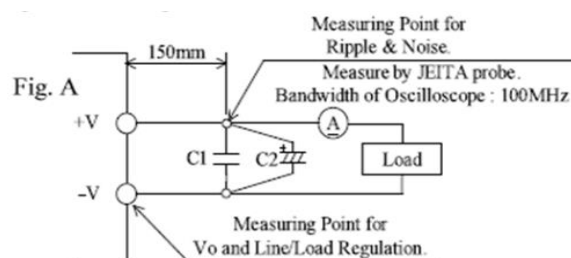 Measuring Point for
Ripple & Noise.
150mm
Measure by JEITA probe.
Fig. A
Bandwidth of Oscilloscope : 100MHz
+V
A
C1
C2
+
Load
–V
Measuring Point for
Vo and Line/Load Regulation.